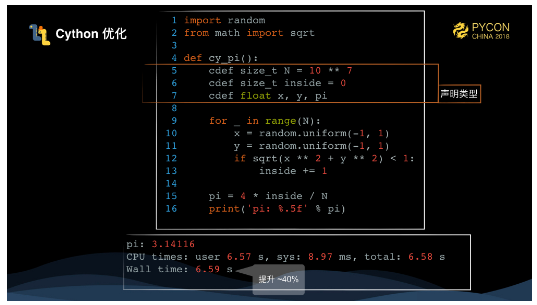 Cython 优化
PYCON
CHINA 2018
1 import random
2 from math import sqrt
3
4 def cy_pi():
5     cdef size_t N = 10 ** 7
6     cdef size_t inside = 0
7     cdef float x, y, pi
声明类型
8
9     for _ in range(N):
10         x = random.uniform(-1, 1)
11         y = random.uniform(-1, 1)
12         if sqrt(x ** 2 + y ** 2) < 1:
13             inside += 1
14
15     pi = 4 * inside / N
16     print('pi: %.5f' % pi)
pi: 3.14116
CPU times: user 6.57 s, sys: 8.97 ms, total: 6.58 s
Wall time: 6.59 s
提升 ~40%